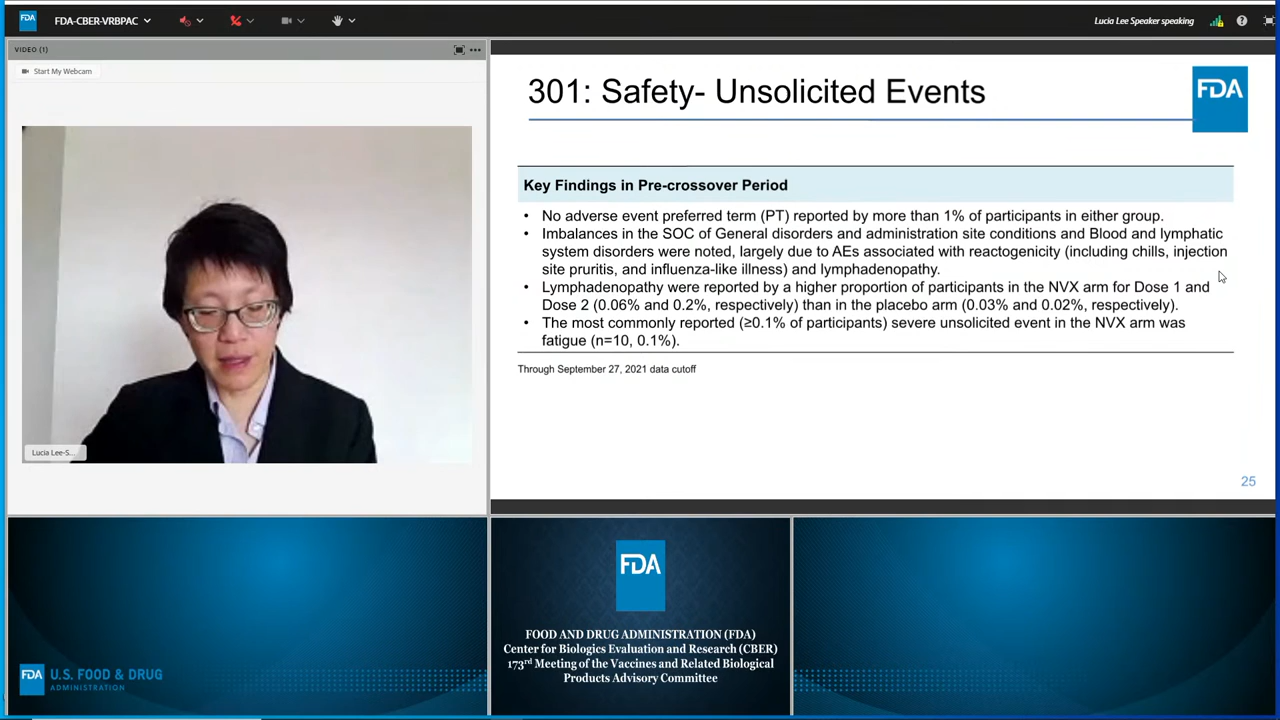 FDA
FDA-CBER-VRBPAC
Lucia Lee Speaker speaking
VIDEO (1)
Start My Webcam
Lucia Lee-S...
301: Safety- Unsolicited Events
FDA
Key Findings in Pre-crossover Period
• No adverse event preferred term (PT) reported by more than 1% of participants in either group.
• Imbalances in the SOC of General disorders and administration site conditions and Blood and lymphatic
system disorders were noted, largely due to AEs associated with reactogenicity (including chills, injection
site pruritis, and influenza-like illness) and lymphadenopathy.
• Lymphadenopathy were reported by a higher proportion of participants in the NVX arm for Dose 1 and
Dose 2 (0.06% and 0.2%, respectively) than in the placebo arm (0.03% and 0.02%, respectively).
• The most commonly reported (≥0.1% of participants) severe unsolicited event in the NVX arm was
fatigue (n=10, 0.1%).
Through September 27, 2021 data cutoff
25
FDA
U.S. FOOD & DRUG
ADMINISTRATION
FDA
FOOD AND DRUG ADMINISTRATION (FDA)
Center for Biologics Evaluation and Research (CBER)
173rd Meeting of the Vaccines and Related Biological
Products Advisory Committee